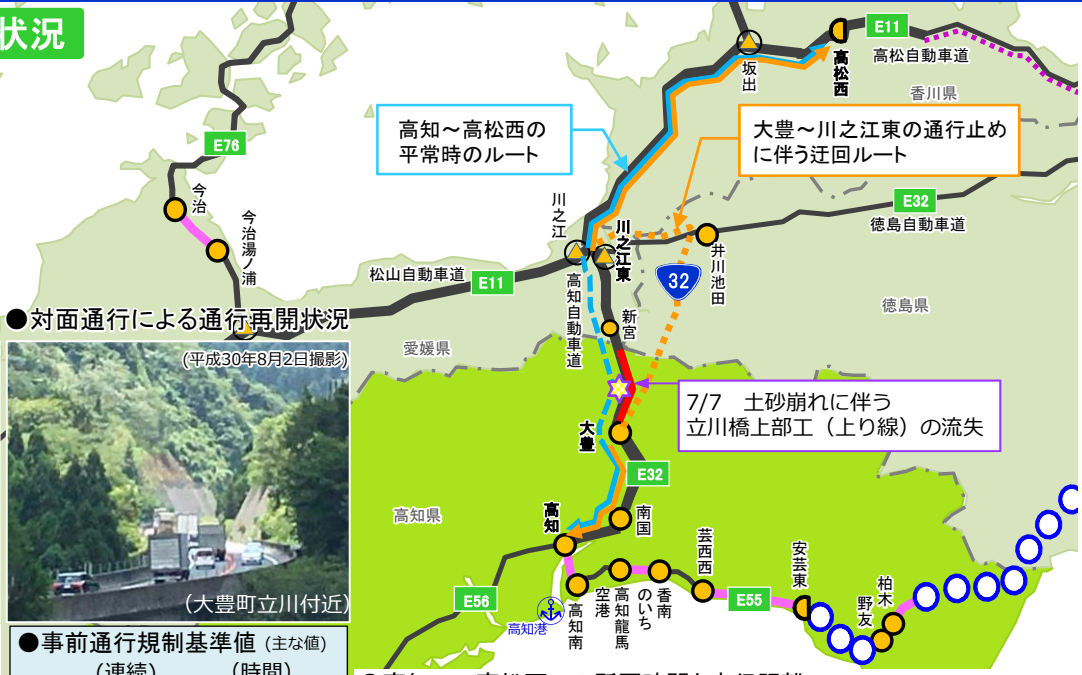 状況
E11
高松自動車道
高松西
坂出
香川県
高知～高松西の
平常時のルート
大豊～川之江東の通行止め
に伴う迂回ルート
E76
今治
今治湯ノ浦
川之江
川之江東
E32
徳島自動車道
井川池田
32
松山自動車道
E11
高知自動車道
徳島県
新宮
愛媛県
●対面通行による通行再開状況
(平成30年8月2日撮影)
(大豊町立川付近)
7/7 土砂崩れに伴う
立川橋上部工（上り線）の流失
大豊
E32
高知県
高知
南国
芸西西
安芸東
柏木
野友
E56
E55
高知港
高知南
高知龍馬
空港
香南
のいち
●事前通行規制基準値 (主な値)
(連続)
(時間)